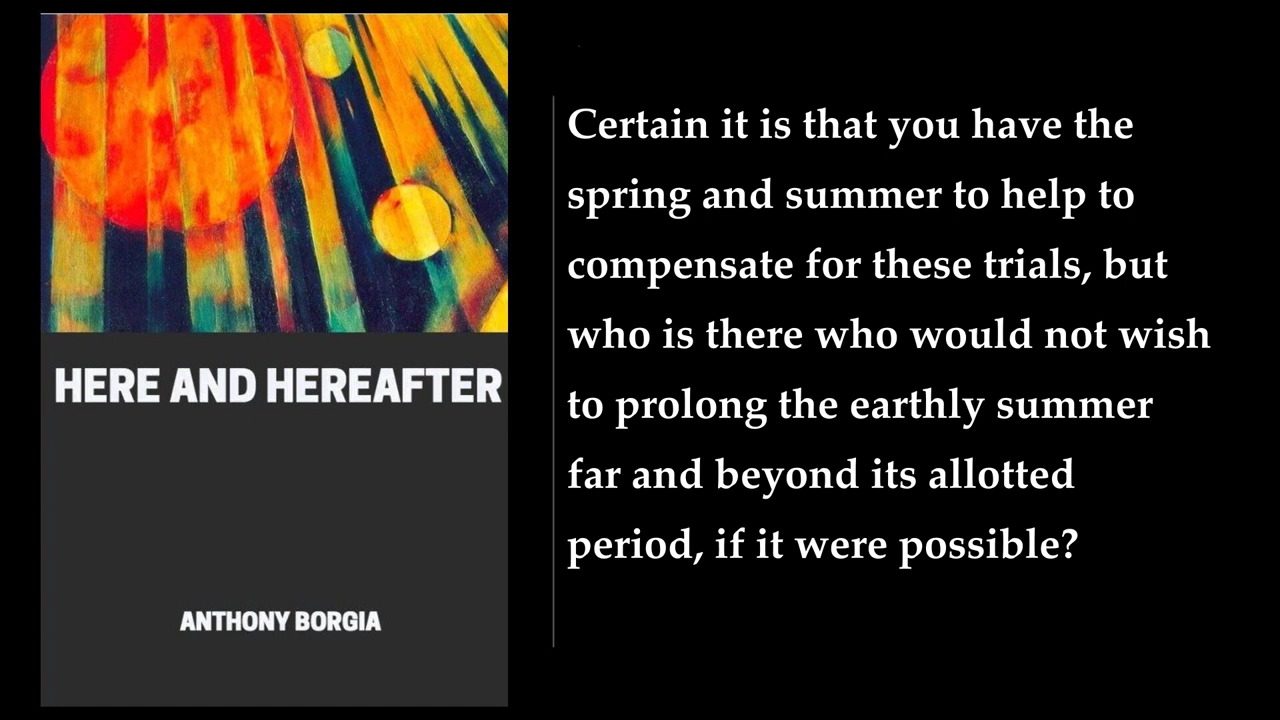 HERE AND HEREAFTER
ANTHONY BORGIA
Certain it is that you have the
spring and summer to help to
compensate for these trials, but
who is there who would not wish
to prolong the earthly summer
far and beyond its allotted
period, if it were possible?